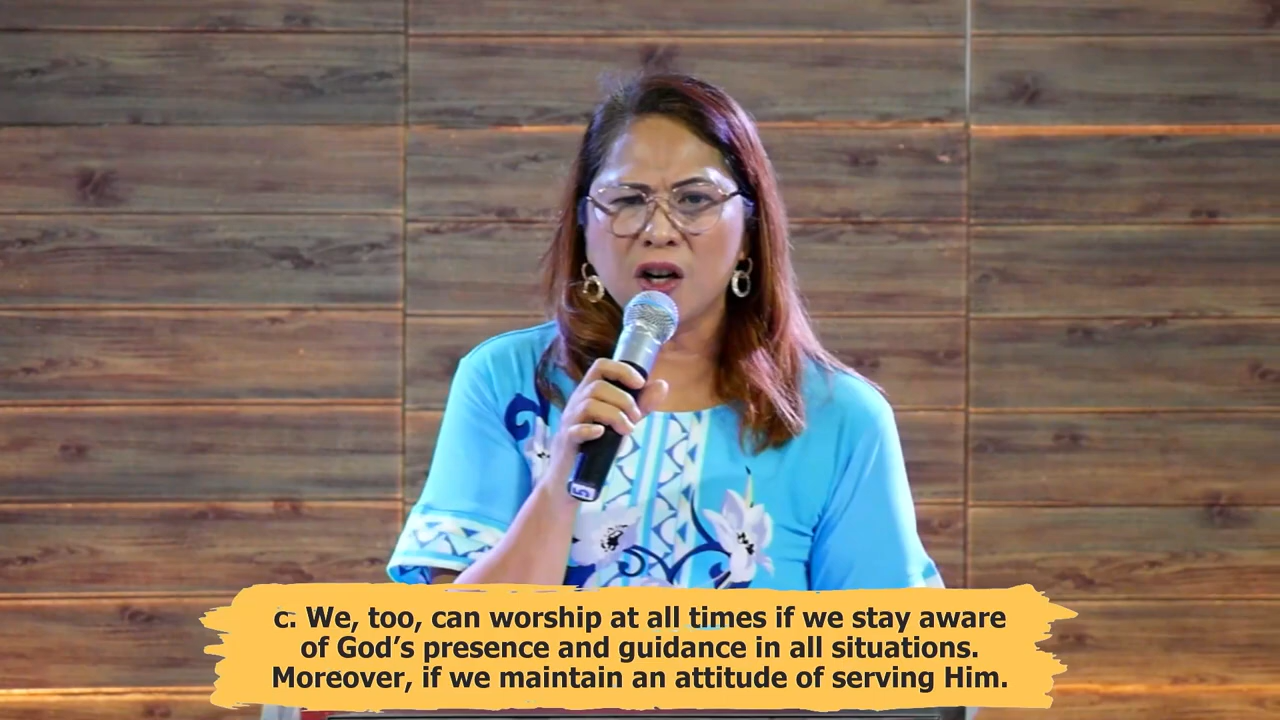 c. We, too, can worship at all times if we stay aware
of God's presence and guidance in all situations.
Moreover, if we maintain an attitude of serving Him.